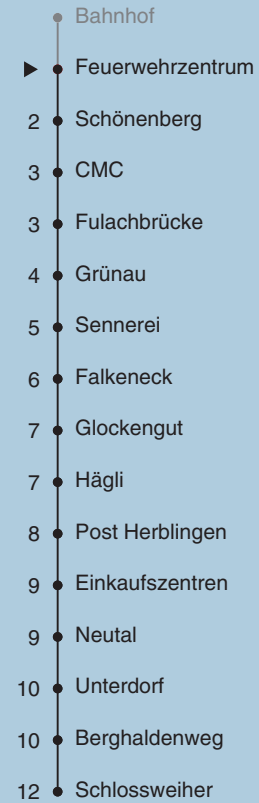 Bahnhof
Feuerwehrzentrum
2 Schönenberg
3 CMC
3 Fulachbrücke
4 Grünau
5 Sennerei
6 Falkeneck
7 Glockengut
7 Hägli
8 Post Herblingen
9 Einkaufszentren
9 Neutal
10 Unterdorf
10 Berghaldenweg
12 Schlossweiher